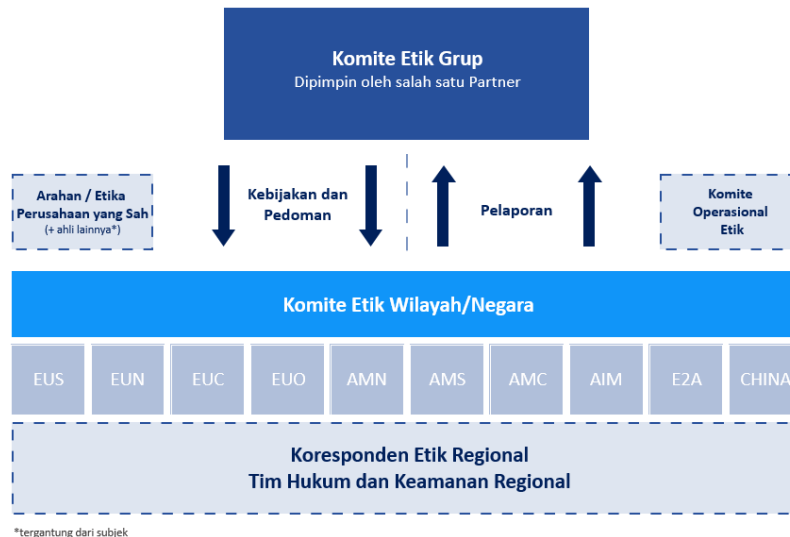 Komite Etik Grup
Dipimpin oleh salah satu Partner
Arahan / Etika
Perusahaan yang Sah
(+ ahli lainnya*)
Kebijakan dan
Pedoman
Pelaporan
Komite
Operasional
Etik
Komite Etik Wilayah/Negara
EUS
EUN
EUC
EUO
AMN
AMS
AMC
AIM
E2A
CHINA
Koresponden Etik Regional
Tim Hukum dan Keamanan Regional
*tergantung dari subjek